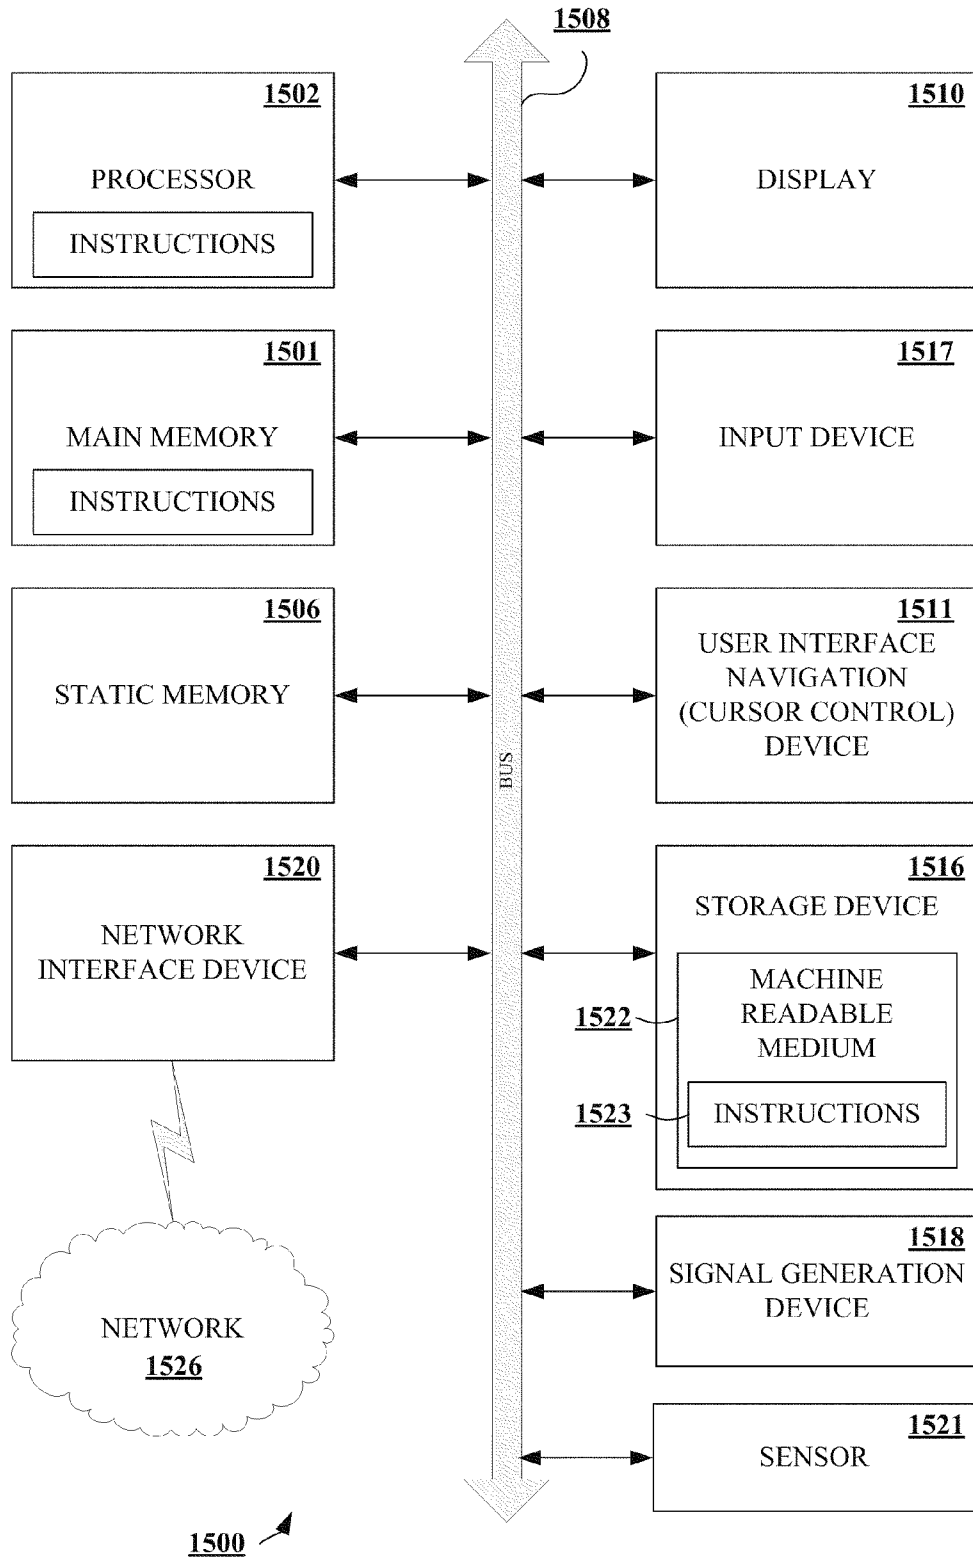 1508
1502
PROCESSOR
INSTRUCTIONS
1510
DISPLAY
1501
MAIN MEMORY
INSTRUCTIONS
1517
INPUT DEVICE
1506
STATIC MEMORY
1511
USER INTERFACE
NAVIGATION
(CURSOR CONTROL)
DEVICE
BUS
1520
NETWORK
INTERFACE DEVICE
1516
STORAGE DEVICE
MACHINE
READABLE
MEDIUM
1522
INSTRUCTIONS
1523
1518
SIGNAL GENERATION
DEVICE
NETWORK
1526
1521
SENSOR
1500